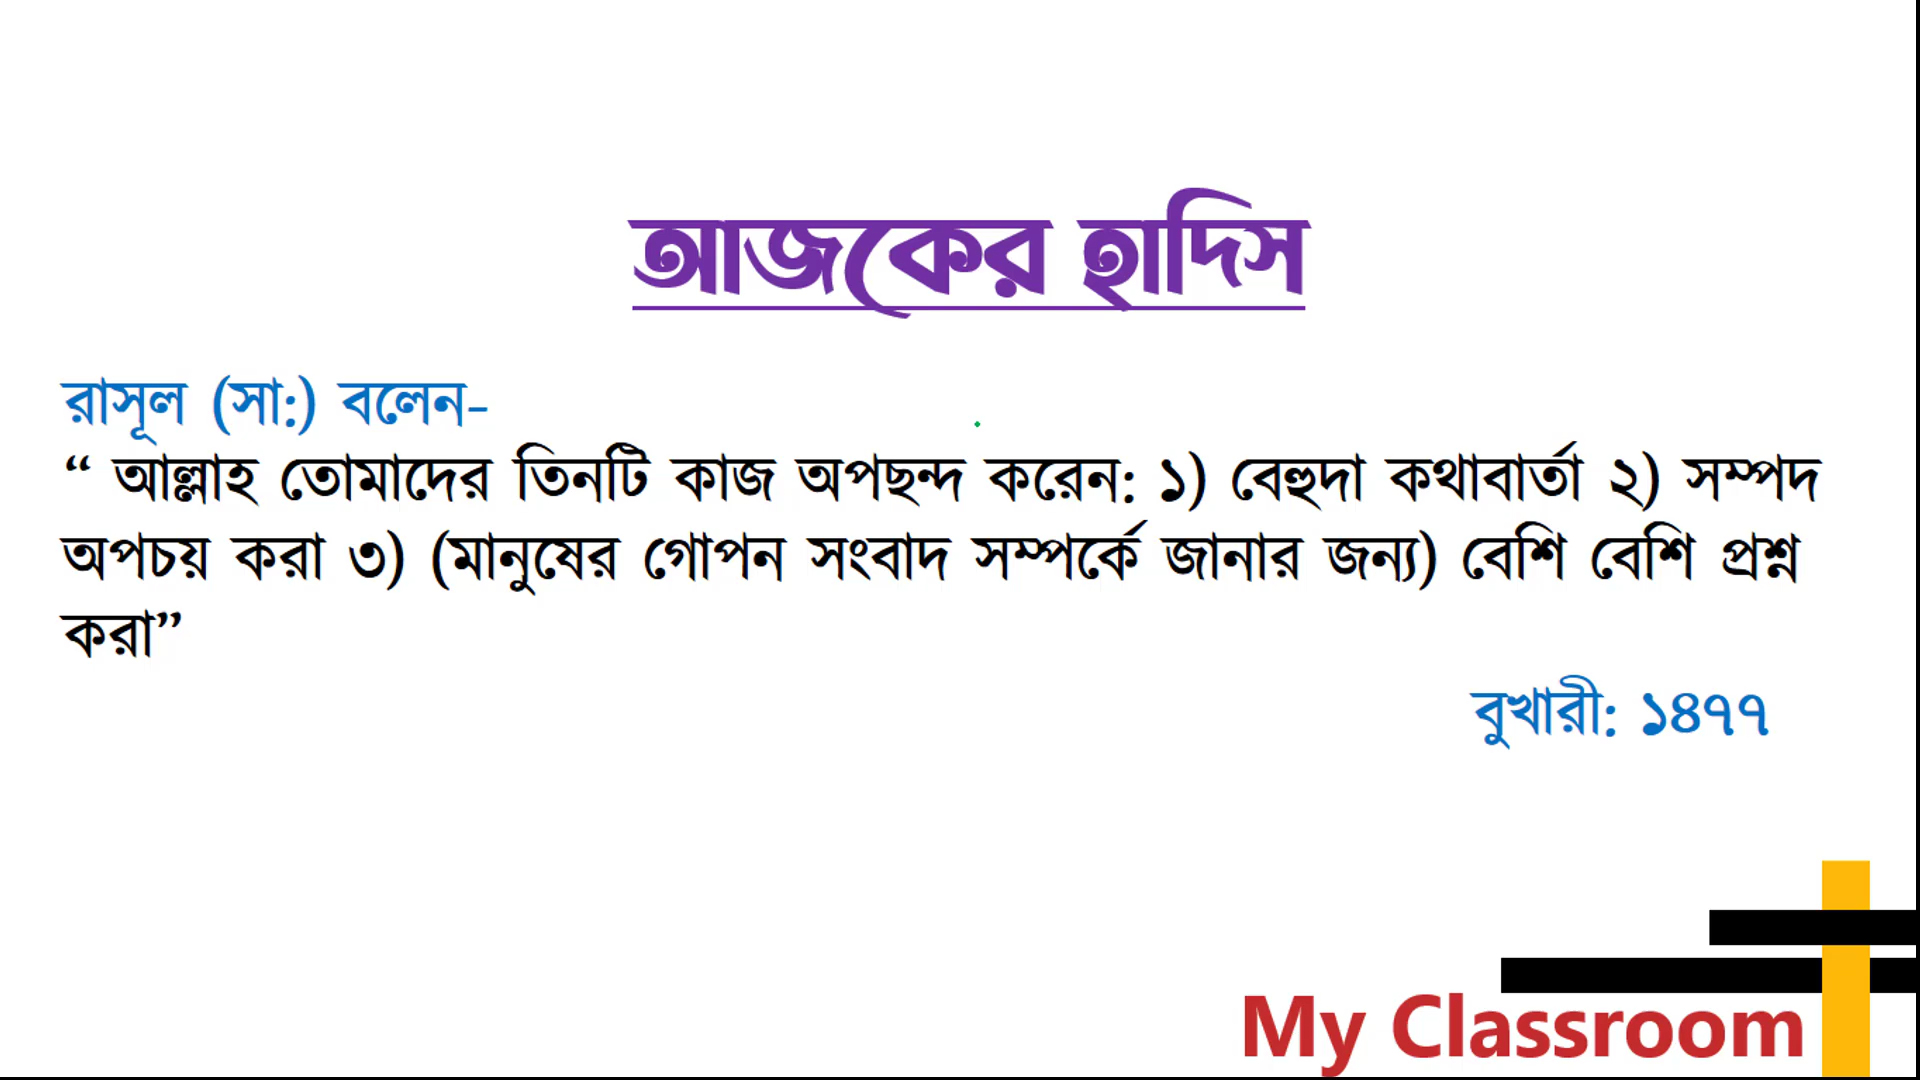 আজকের হাদিস
রাসূল (সা:) বলেন-
“ আল্লাহ তোমাদের তিনটি কাজ অপছন্দ করেন: ১) বেহুদা কথাবার্তা ২) সম্পদ
অপচয় করা ৩) (মানুষের গোপন সংবাদ সম্পর্কে জানার জন্য) বেশি বেশি প্রশ্ন
করা”
বুখারী: ১৪৭৭
My Classroom